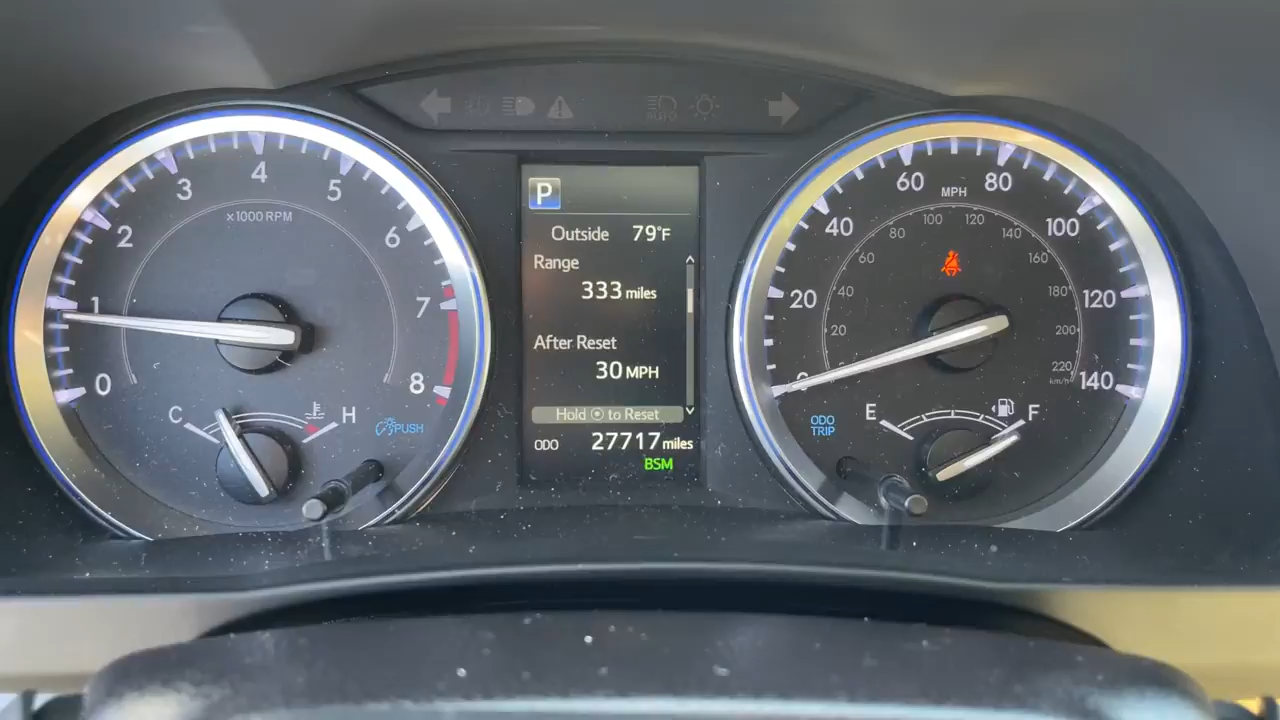 0
1
2
3
4
5
6
7
8
×1000 RPM
C
H
PUSH
AUTO
P
Outside 79°F
Range
333 miles
After Reset
30 MPH
Hold ⦿ to Reset
ODO 27717 miles
BSM
0
20
40
60
80
100
120
140
MPH
20
40
60
80
100
120
140
160
180
200
220
km/h
ODO
TRIP
E
F